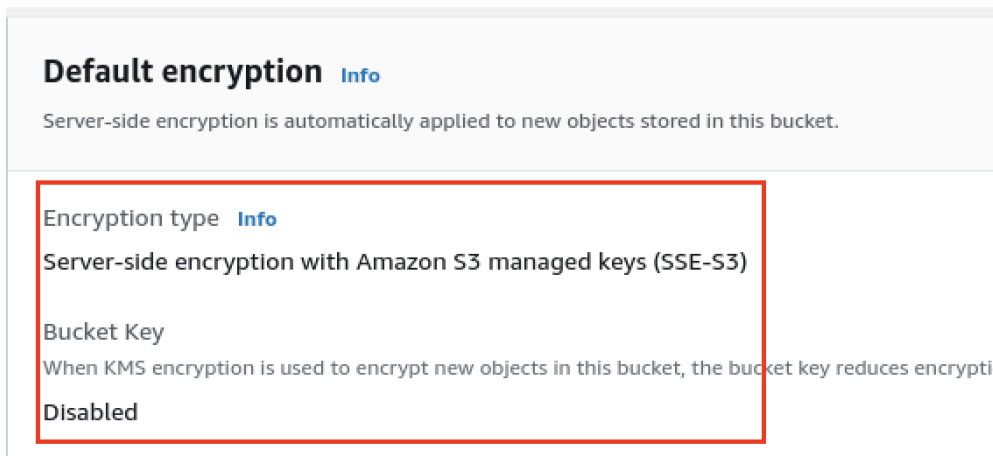 Default encryption Info
Server-side encryption is automatically applied to new objects stored in this bucket.
Encryption type Info
Server-side encryption with Amazon S3 managed keys (SSE-S3)
Bucket Key
When KMS encryption is used to encrypt new objects in this bucket, the bucket key reduces encrypti
Disabled